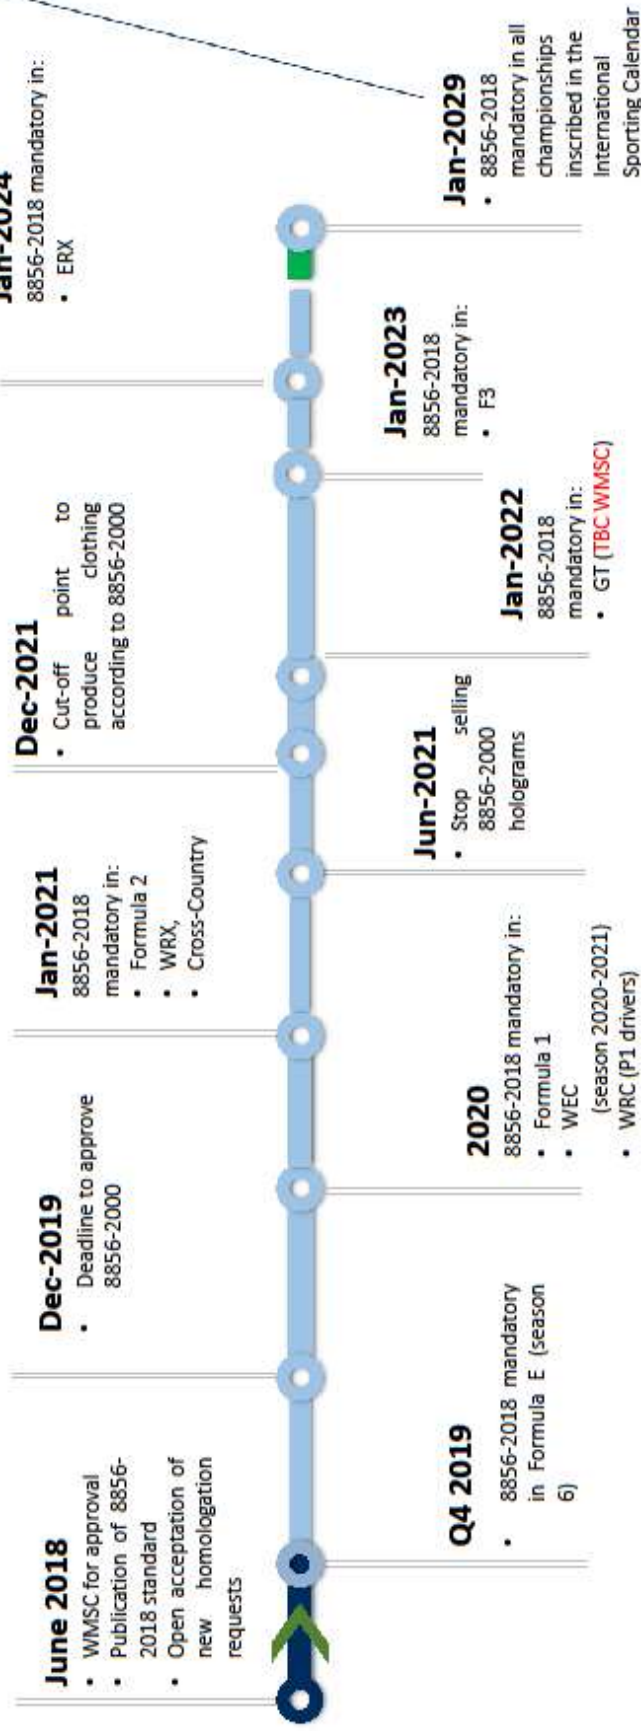 June 2018
• WMSC for approval
• Publication of 8856-
2018 standard
• Open acceptation of
new homologation
requests
Q4 2019
• 8856-2018 mandatory
in Formula E (season
6)
Dec-2019
• Deadline to approve
8856-2000
2020
8856-2018 mandatory in:
• Formula 1
• WEC
(season 2020-2021)
• WRC (P1 drivers)
Jan-2021
8856-2018
mandatory in:
• Formula 2
• WRX,
• Cross-Country
Jun-2021
• Stop selling
8856-2000
holograms
Dec-2021
• Cut-off point to
produce clothing
according to 8856-2000
Jan-2022
8856-2018
mandatory in:
• GT (TBC WMSC)
Jan-2023
8856-2018
mandatory in:
• F3
Jan-2024
8856-2018 mandatory in:
• ERX
Jan-2029
• 8856-2018
mandatory in all
championships
inscribed in the
International
Sporting Calendar